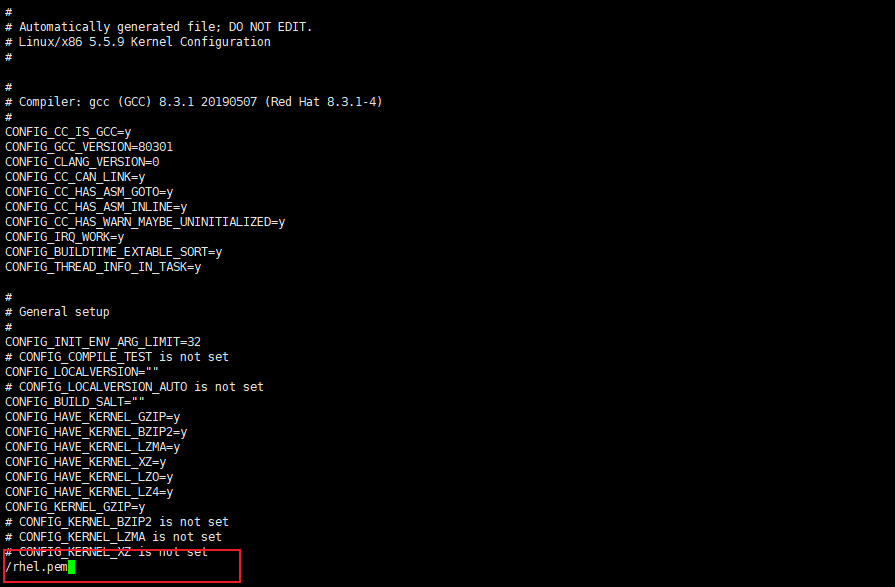 #
# Automatically generated file; DO NOT EDIT.
# Linux/x86 5.5.9 Kernel Configuration
#
#
# Compiler: gcc (GCC) 8.3.1 20190507 (Red Hat 8.3.1-4)
#
CONFIG_CC_IS_GCC=y
CONFIG_GCC_VERSION=80301
CONFIG_CLANG_VERSION=0
CONFIG_CC_CAN_LINK=y
CONFIG_CC_HAS_ASM_GOTO=y
CONFIG_CC_HAS_ASM_INLINE=y
CONFIG_CC_HAS_WARN_MAYBE_UNINITIALIZED=y
CONFIG_IRQ_WORK=y
CONFIG_BUILDTIME_EXTABLE_SORT=y
CONFIG_THREAD_INFO_IN_TASK=y
#
# General setup
#
CONFIG_INIT_ENV_ARG_LIMIT=32
# CONFIG_COMPILE_TEST is not set
CONFIG_LOCALVERSION=""
# CONFIG_LOCALVERSION_AUTO is not set
CONFIG_BUILD_SALT=""
CONFIG_HAVE_KERNEL_GZIP=y
CONFIG_HAVE_KERNEL_BZIP2=y
CONFIG_HAVE_KERNEL_LZMA=y
CONFIG_HAVE_KERNEL_XZ=y
CONFIG_HAVE_KERNEL_LZO=y
CONFIG_HAVE_KERNEL_LZ4=y
CONFIG_KERNEL_GZIP=y
# CONFIG_KERNEL_BZIP2 is not set
# CONFIG_KERNEL_LZMA is not set
# CONFIG_KERNEL_XZ is not set
/rhel.pem